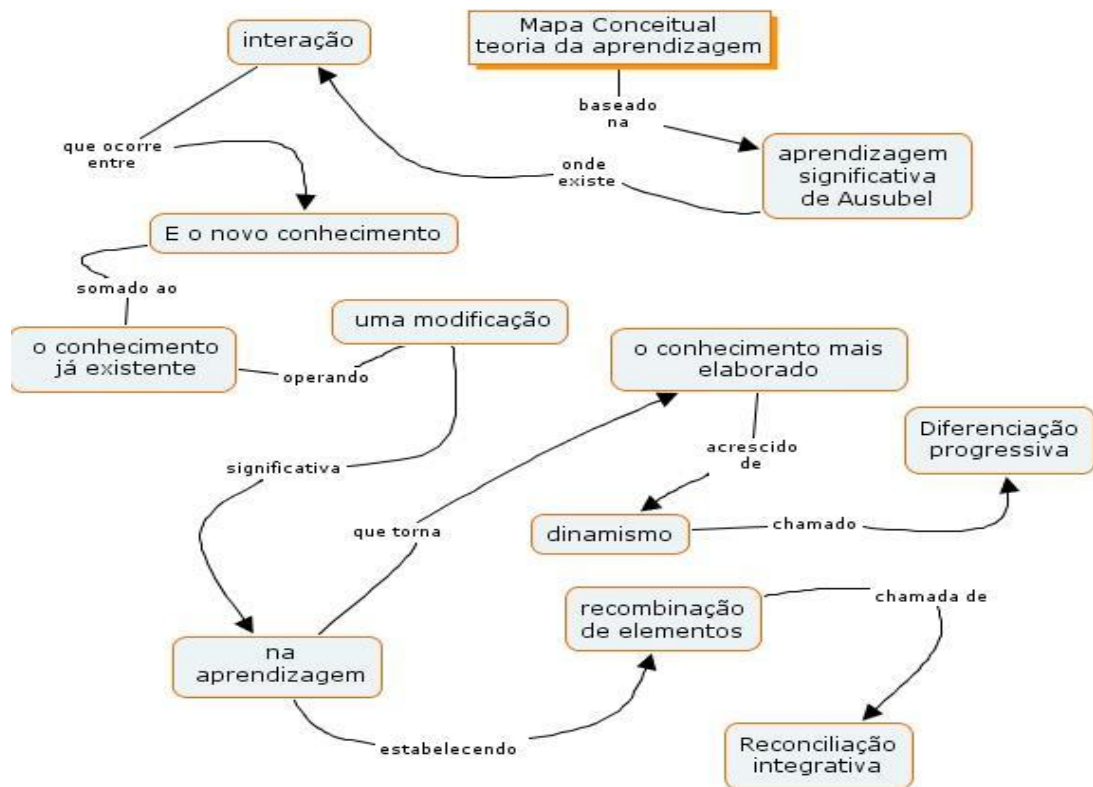 Mapa Conceitual
teoria da aprendizagem
baseado
na
aprendizagem
significativa
de Ausubel
onde
existe
interação
que ocorre
entre
E o novo conhecimento
somado ao
o conhecimento
já existente
operando
uma modificação
significativa
na
aprendizagem
que torna
o conhecimento mais
elaborado
acrescido
de
dinamismo
chamado
Diferenciação
progressiva
estabelecendo
recombinação
de elementos
chamada de
Reconciliação
integrativa